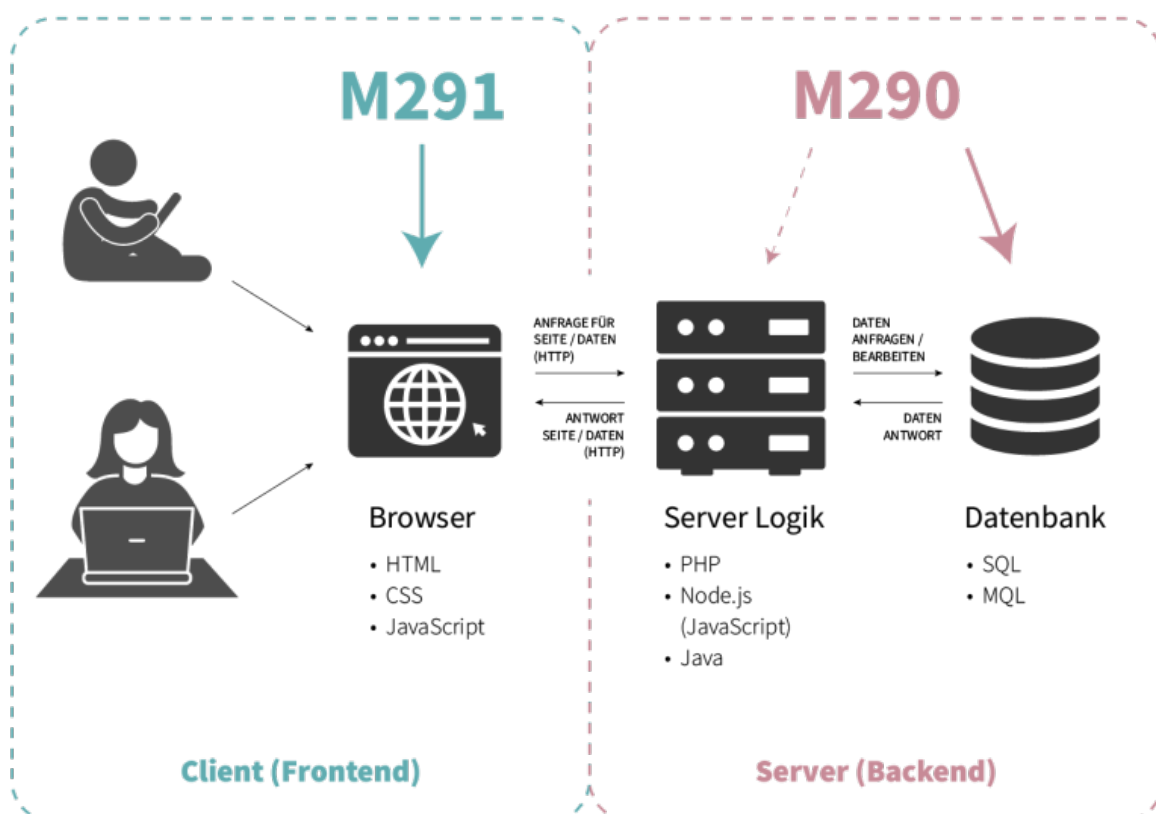 M291
M290
ANFRAGE FÜR
SEITE / DATEN
(HTTP)
ANTWORT
SEITE / DATEN
(HTTP)
DATEN
ANFRAGEN /
BEARBEITEN
DATEN
ANTWORT
Browser
• HTML
• CSS
• JavaScript
Server Logik
• PHP
• Node.js
(JavaScript)
• Java
Datenbank
• SQL
• MQL
Client (Frontend)
Server (Backend)